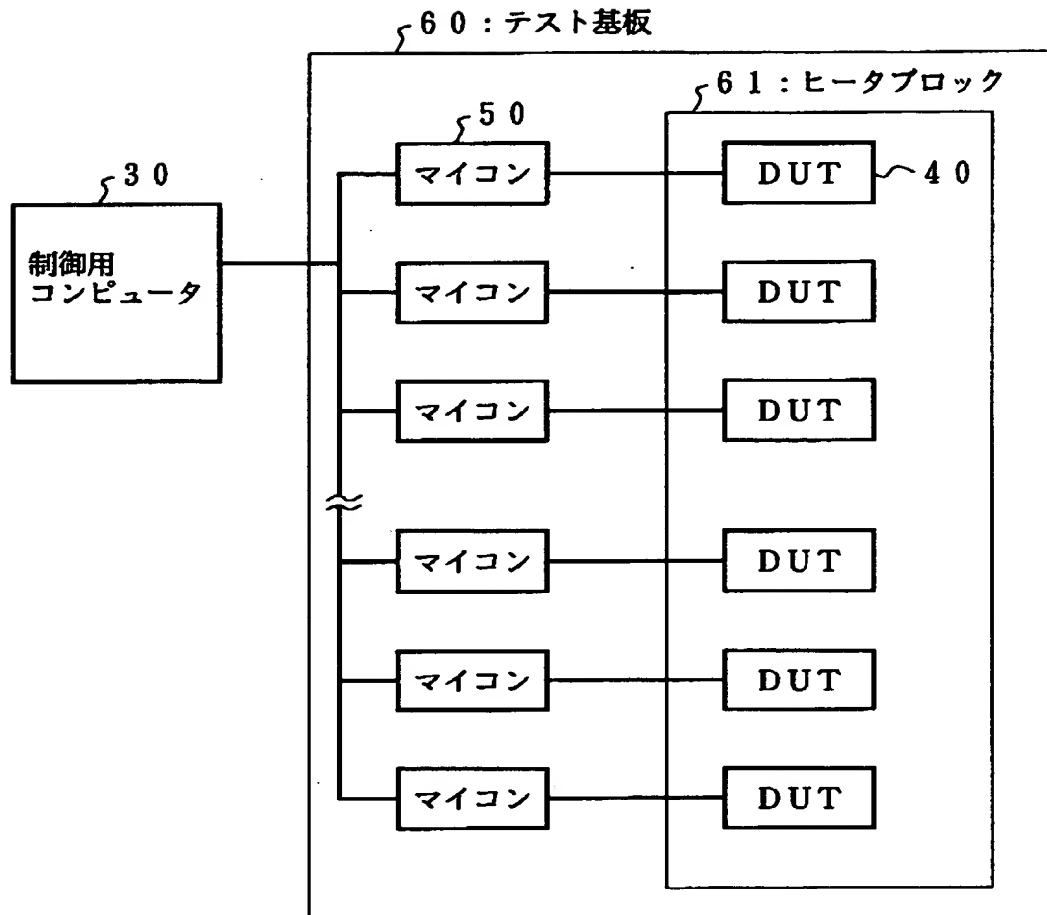 ６０：テスト基板
６１：ヒータブロック
５０
マイコン
DUT
４０
３０
制御用
コンピュータ
マイコン
DUT
マイコン
DUT
マイコン
DUT
マイコン
DUT
マイコン
DUT